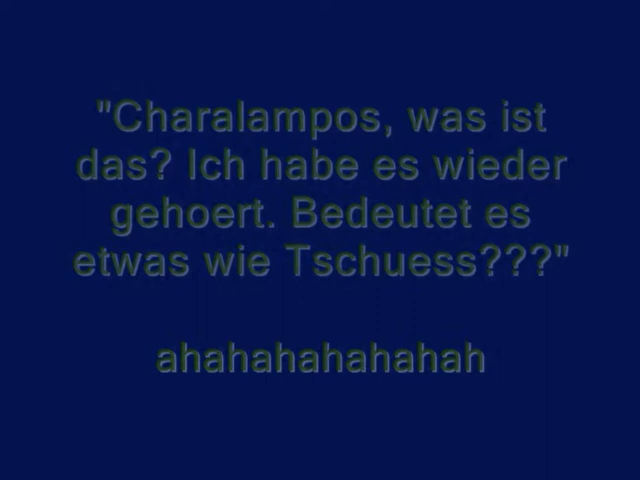 "Charalampos, was ist
das? Ich habe es wieder
gehoert. Bedeutet es
etwas wie Tschuess???"
ahahahahahahah